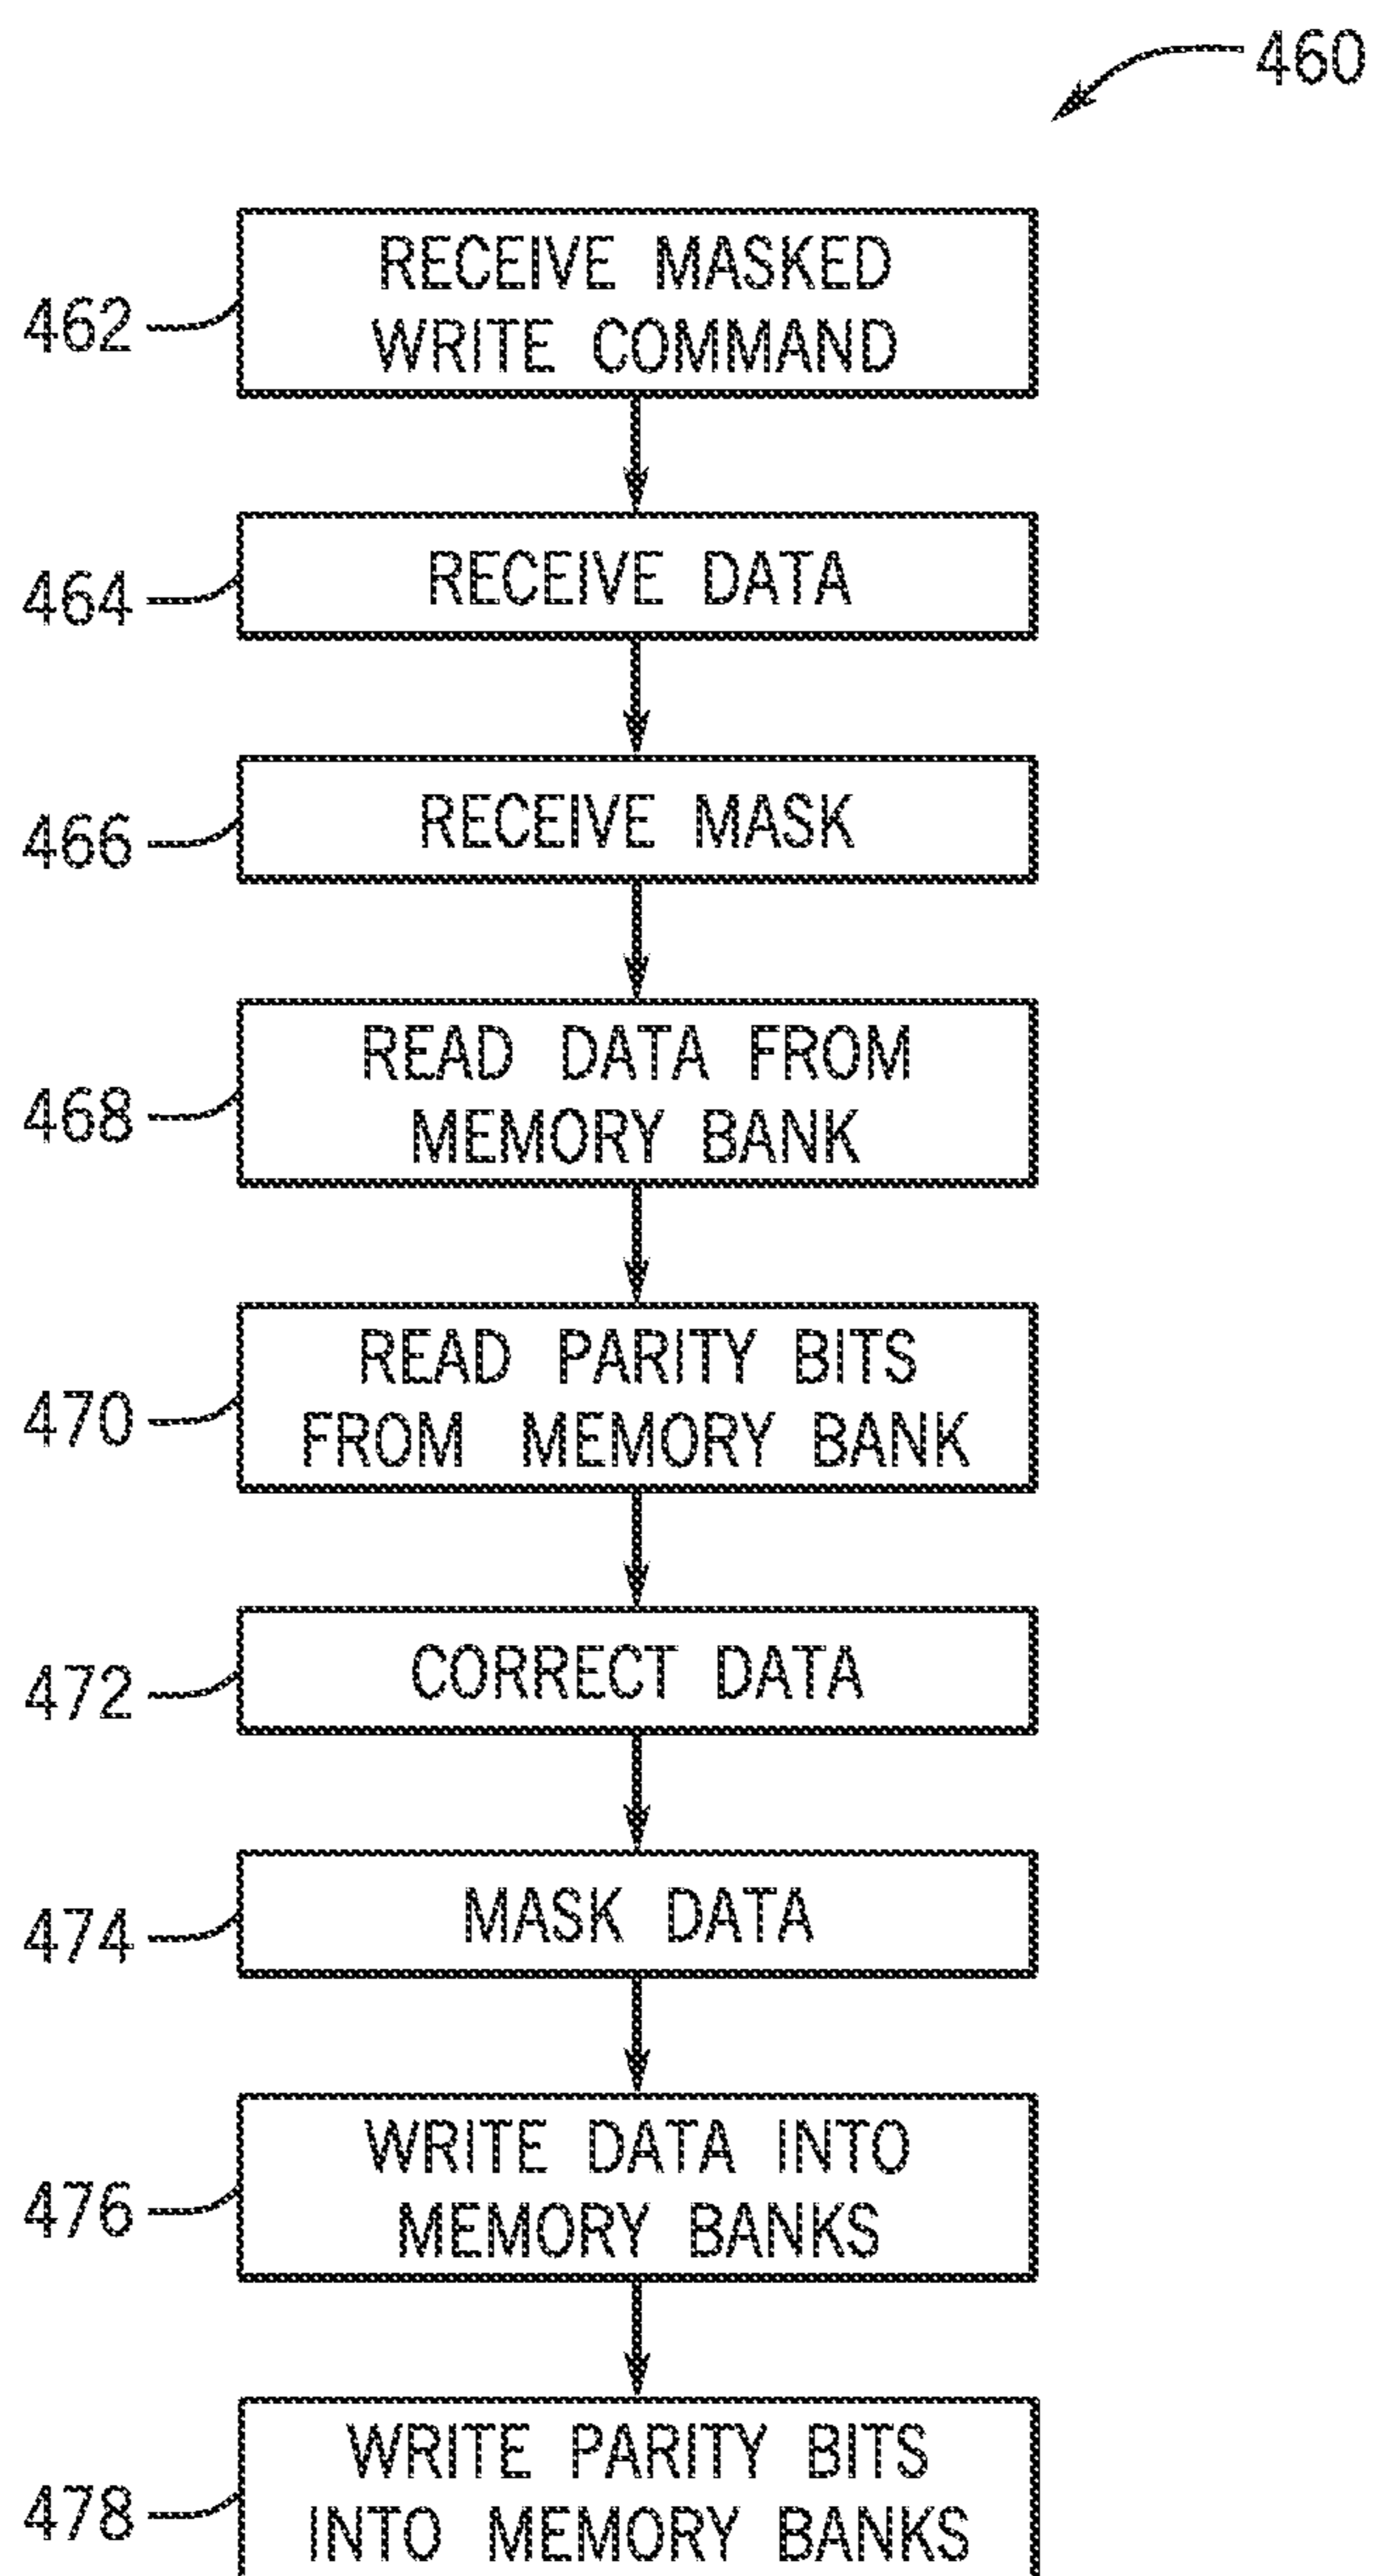 460
462
RECEIVE MASKED
WRITE COMMAND
464
RECEIVE DATA
466
RECEIVE MASK
468
READ DATA FROM
MEMORY BANK
470
READ PARITY BITS
FROM MEMORY BANK
472
CORRECT DATA
474
MASK DATA
476
WRITE DATA INTO
MEMORY BANKS
478
WRITE PARITY BITS
INTO MEMORY BANKS